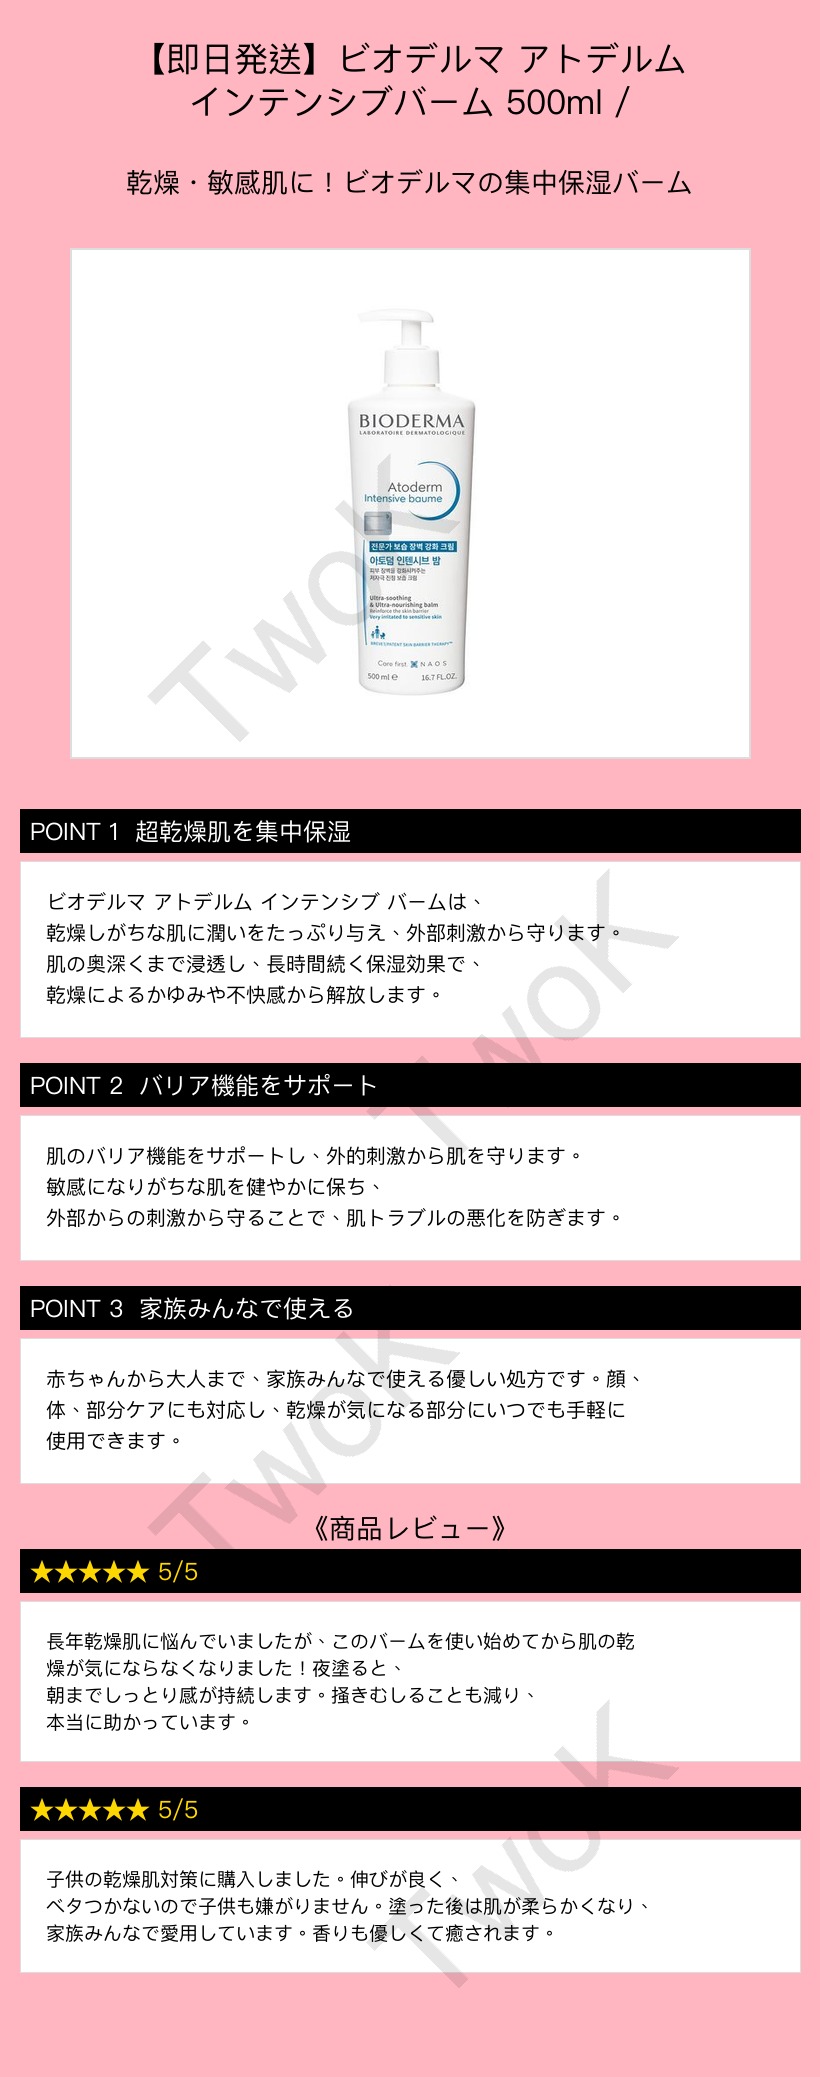 【即日発送】ビオデルマ アトデルム
インテンシブバーム 500ml /
乾燥・敏感肌に！ビオデルマの集中保湿バーム
BIODERMA
LABORATOIRE DERMATOLOGIQUE
Atoderm
Intensive baume
전문가 보습 장벽 강화 크림
아토덤 인텐시브 밤
피부 장벽을 강화시켜주는
저자극 진정 보습 크림
Ultra-soothing
& Ultra-nourishing balm
Reinforce the skin barrier
Very irritated to sensitive skin
PATENT SKIN BARRIER THERAPY™
Care first NAOS
500 ml ℮ 16.7 FL.OZ.
TwoK
POINT 1 超乾燥肌を集中保湿
ビオデルマ アトデルム インテンシブ バームは、
乾燥しがちな肌に潤いをたっぷり与え、外部刺激から守ります。
肌の奥深くまで浸透し、長時間続く保湿効果で、
乾燥によるかゆみや不快感から解放します。
TwoK
POINT 2 バリア機能をサポート
肌のバリア機能をサポートし、外的刺激から肌を守ります。
敏感になりがちな肌を健やかに保ち、
外部からの刺激から守ることで、肌トラブルの悪化を防ぎます。
POINT 3 家族みんなで使える
赤ちゃんから大人まで、家族みんなで使える優しい処方です。顔、
体、部分ケアにも対応し、乾燥が気になる部分にいつでも手軽に
使用できます。
TwoK
《商品レビュー》
★★★★★ 5/5
長年乾燥肌に悩んでいましたが、このバームを使い始めてから肌の乾
燥が気にならなくなりました！夜塗ると、
朝までしっとり感が持続します。掻きむしることも減り、
本当に助かっています。
★★★★★ 5/5
子供の乾燥肌対策に購入しました。伸びが良く、
ベタつかないので子供も嫌がりません。塗った後は肌が柔らかくなり、
家族みんなで愛用しています。香りも優しくて癒されます。
TwoK